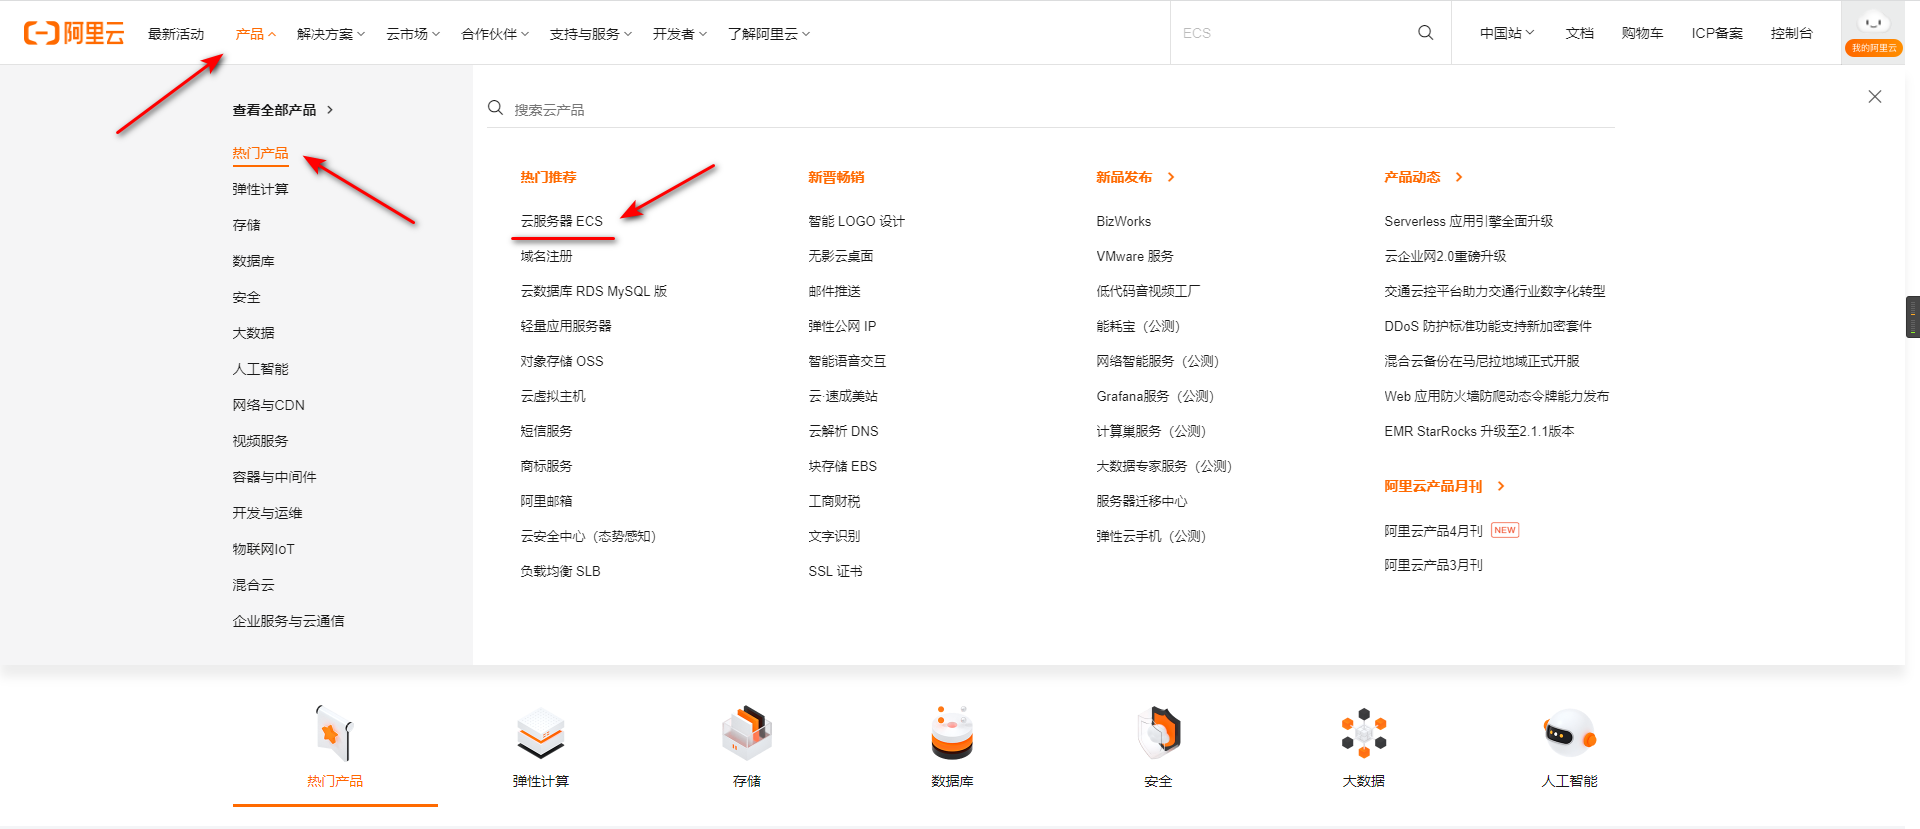 阿里云
最新活动 产品 解决方案 云市场 合作伙伴 支持与服务 开发者 了解阿里云
ECS
中国站 文档 购物车 ICP备案 控制台
我的阿里云
查看全部产品
热门产品
弹性计算
存储
数据库
安全
大数据
人工智能
网络与CDN
视频服务
容器与中间件
开发与运维
物联网IoT
混合云
企业服务与云通信
搜索云产品
热门推荐
云服务器 ECS
域名注册
云数据库 RDS MySQL 版
轻量应用服务器
对象存储 OSS
云虚拟主机
短信服务
商标服务
阿里邮箱
云安全中心（态势感知）
负载均衡 SLB
新晋畅销
智能 LOGO 设计
无影云桌面
邮件推送
弹性公网 IP
智能语音交互
云·速成美站
云解析 DNS
块存储 EBS
工商财税
文字识别
SSL 证书
新品发布
BizWorks
VMware 服务
低代码音视频工厂
能耗宝（公测）
网络智能服务（公测）
Grafana服务（公测）
计算巢服务（公测）
大数据专家服务（公测）
服务器迁移中心
弹性云手机（公测）
产品动态
Serverless 应用引擎全面升级
云企业网2.0重磅升级
交通云控平台助力交通行业数字化转型
DDoS 防护标准功能支持新加密套件
混合云备份在马尼拉地域正式开服
Web 应用防火墙防爬动态令牌能力发布
EMR StarRocks 升级至2.1.1版本
阿里云产品月刊
阿里云产品4月刊 NEW
阿里云产品3月刊
热门产品 弹性计算 存储 数据库 安全 大数据 人工智能